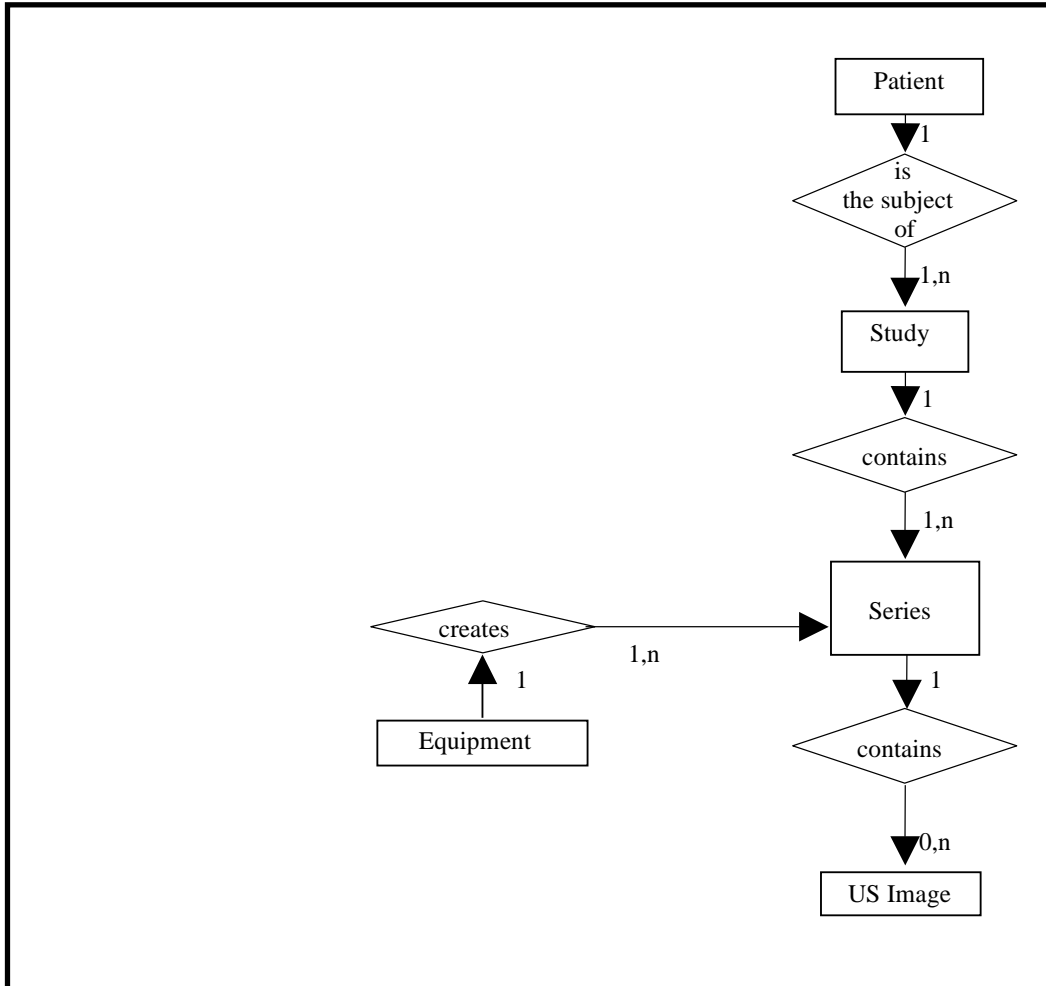 Patient
1
is
the subject
of
1,n
Study
1
contains
1,n
Series
creates
1,n
1
Equipment
1
contains
0,n
US Image